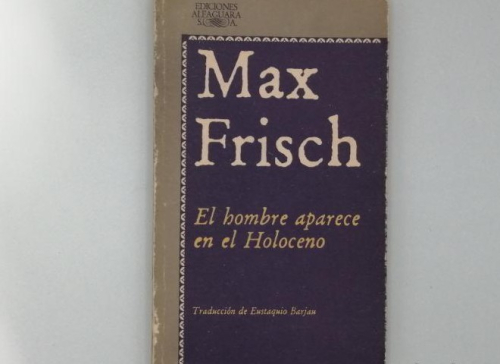 EDICIONES
ALFAGUARA
S.A.
Max
Frisch
El hombre aparece
en el Holoceno
Traducción de Eustaquio Barjau